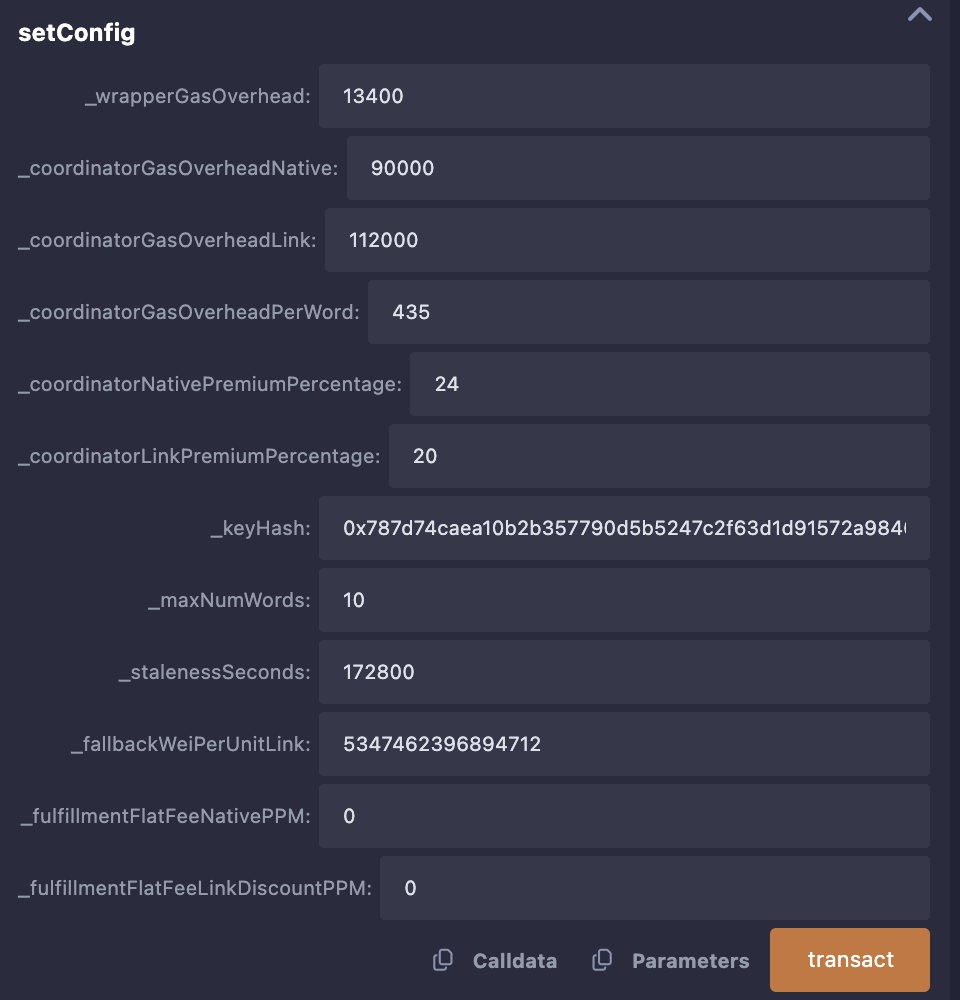 setConfig
_wrapperGasOverhead: 13400
_coordinatorGasOverheadNative: 90000
_coordinatorGasOverheadLink: 112000
_coordinatorGasOverheadPerWord: 435
_coordinatorNativePremiumPercentage: 24
_coordinatorLinkPremiumPercentage: 20
_keyHash: 0x787d74caea10b2b357790d5b5247c2f63d1d91572a984
_maxNumWords: 10
_stalenessSeconds: 172800
_fallbackWeiPerUnitLink: 5347462396894712
_fulfillmentFlatFeeNativePPM: 0
_fulfillmentFlatFeeLinkDiscountPPM: 0
Calldata Parameters transact